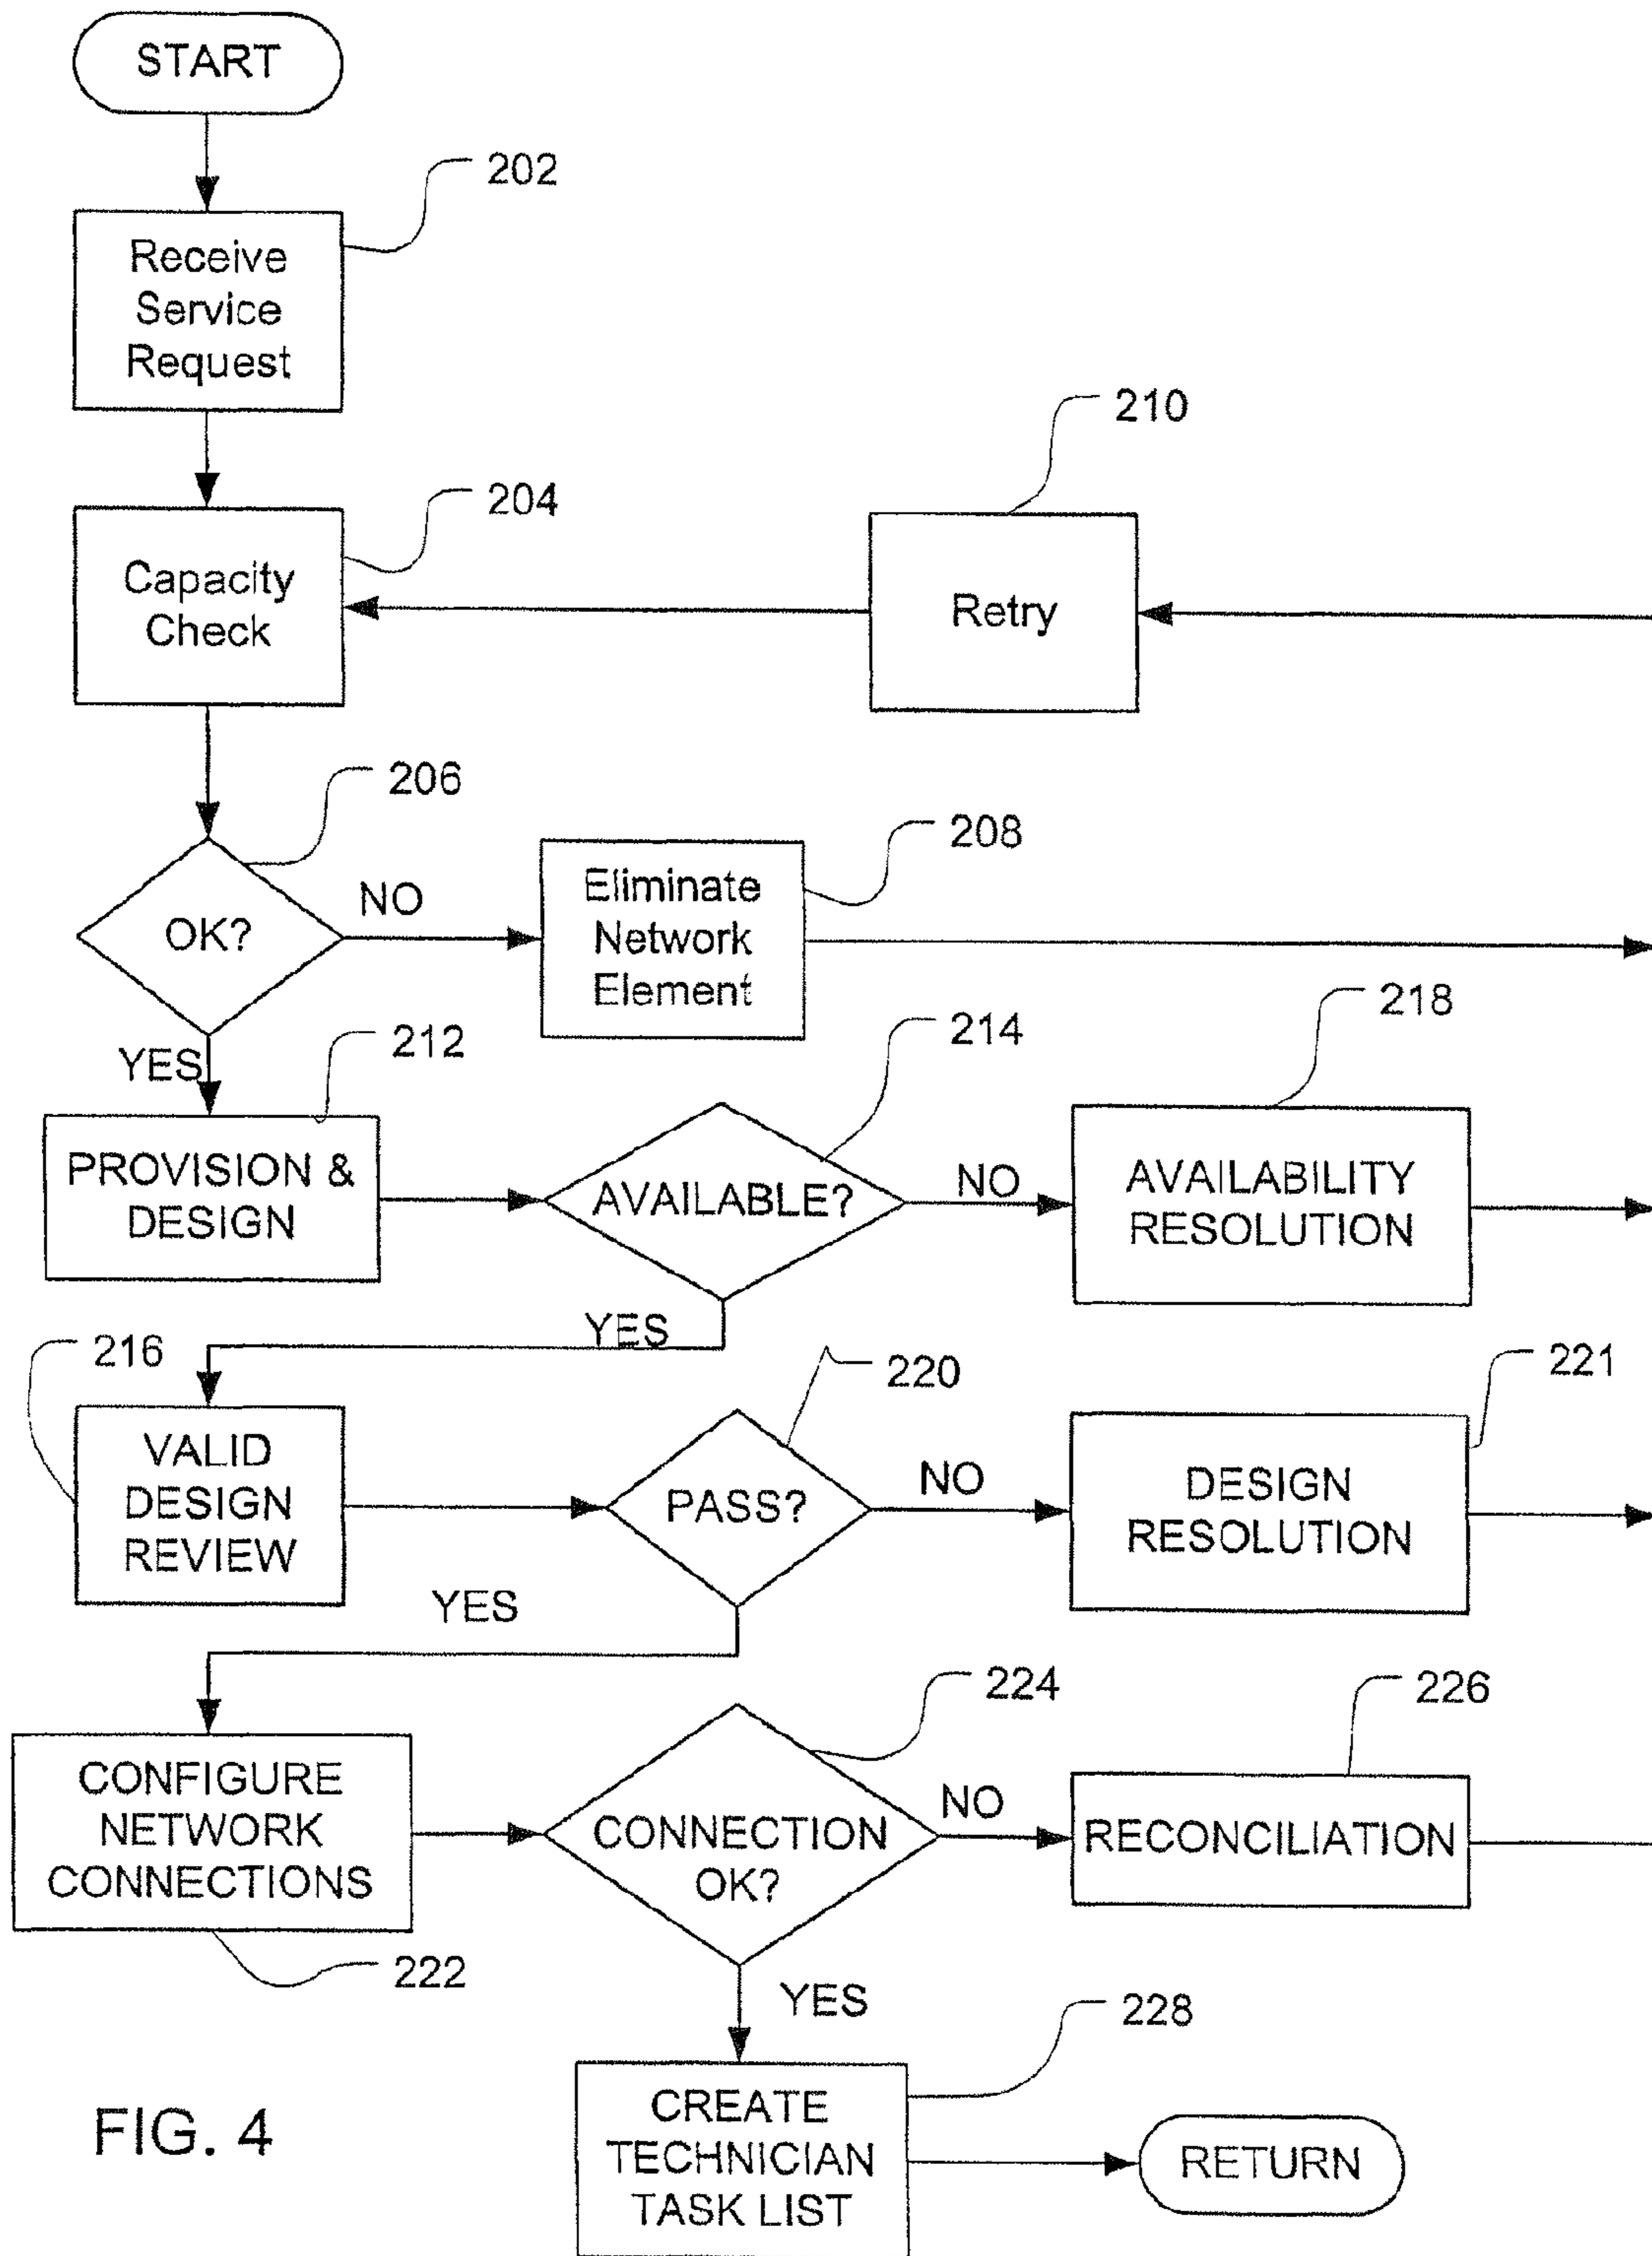 START
202
Receive
Service
Request
210
204
Capacity
Check
Retry
206
208
OK?
NO
Eliminate
Network
Element
218
214
YES
212
PROVISION &
DESIGN
AVAILABLE?
NO
AVAILABILITY
RESOLUTION
YES
216
220
221
VALID
DESIGN
REVIEW
PASS?
NO
DESIGN
RESOLUTION
YES
224
226
CONFIGURE
NETWORK
CONNECTIONS
CONNECTION
OK?
NO
RECONCILIATION
222
YES
228
CREATE
TECHNICIAN
TASK LIST
RETURN
FIG. 4